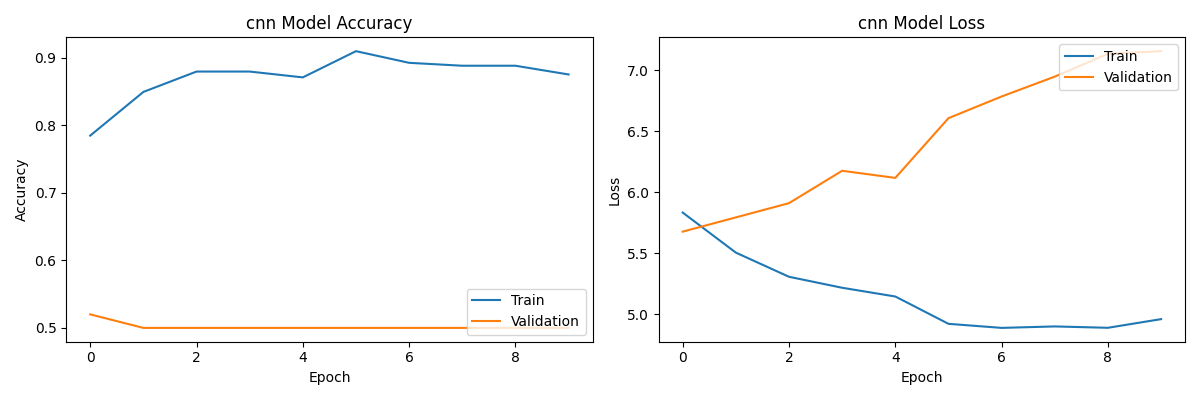 cnn Model Accuracy
Accuracy
0.9
0.8
0.7
0.6
0.5
0 2 4 6 8
Epoch
Train
Validation
cnn Model Loss
Loss
7.0
6.5
6.0
5.5
5.0
0 2 4 6 8
Epoch
Train
Validation